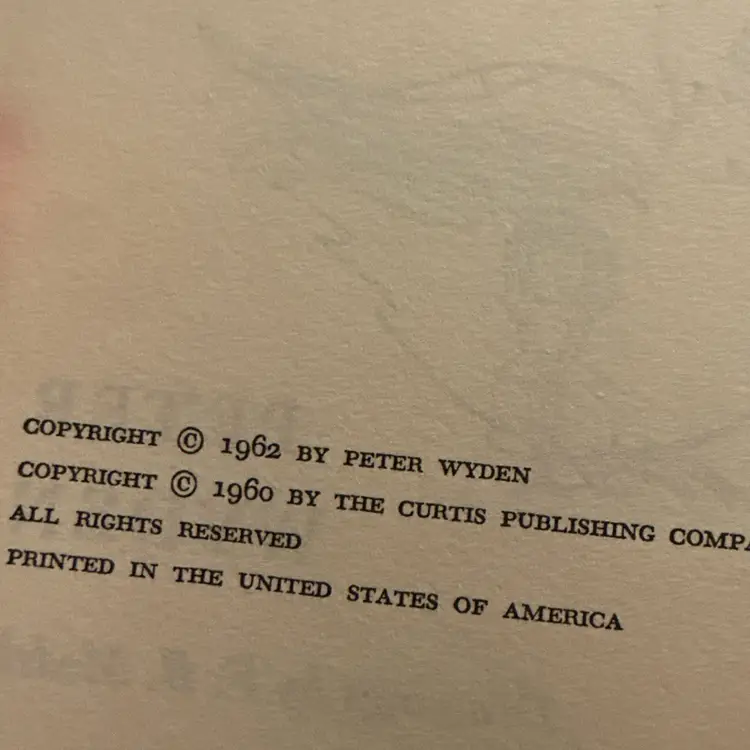 COPYRIGHT © 1962 BY PETER WYDEN
COPYRIGHT © 1960 BY THE CURTIS PUBLISHING COMPA
ALL RIGHTS RESERVED
PRINTED IN THE UNITED STATES OF AMERICA